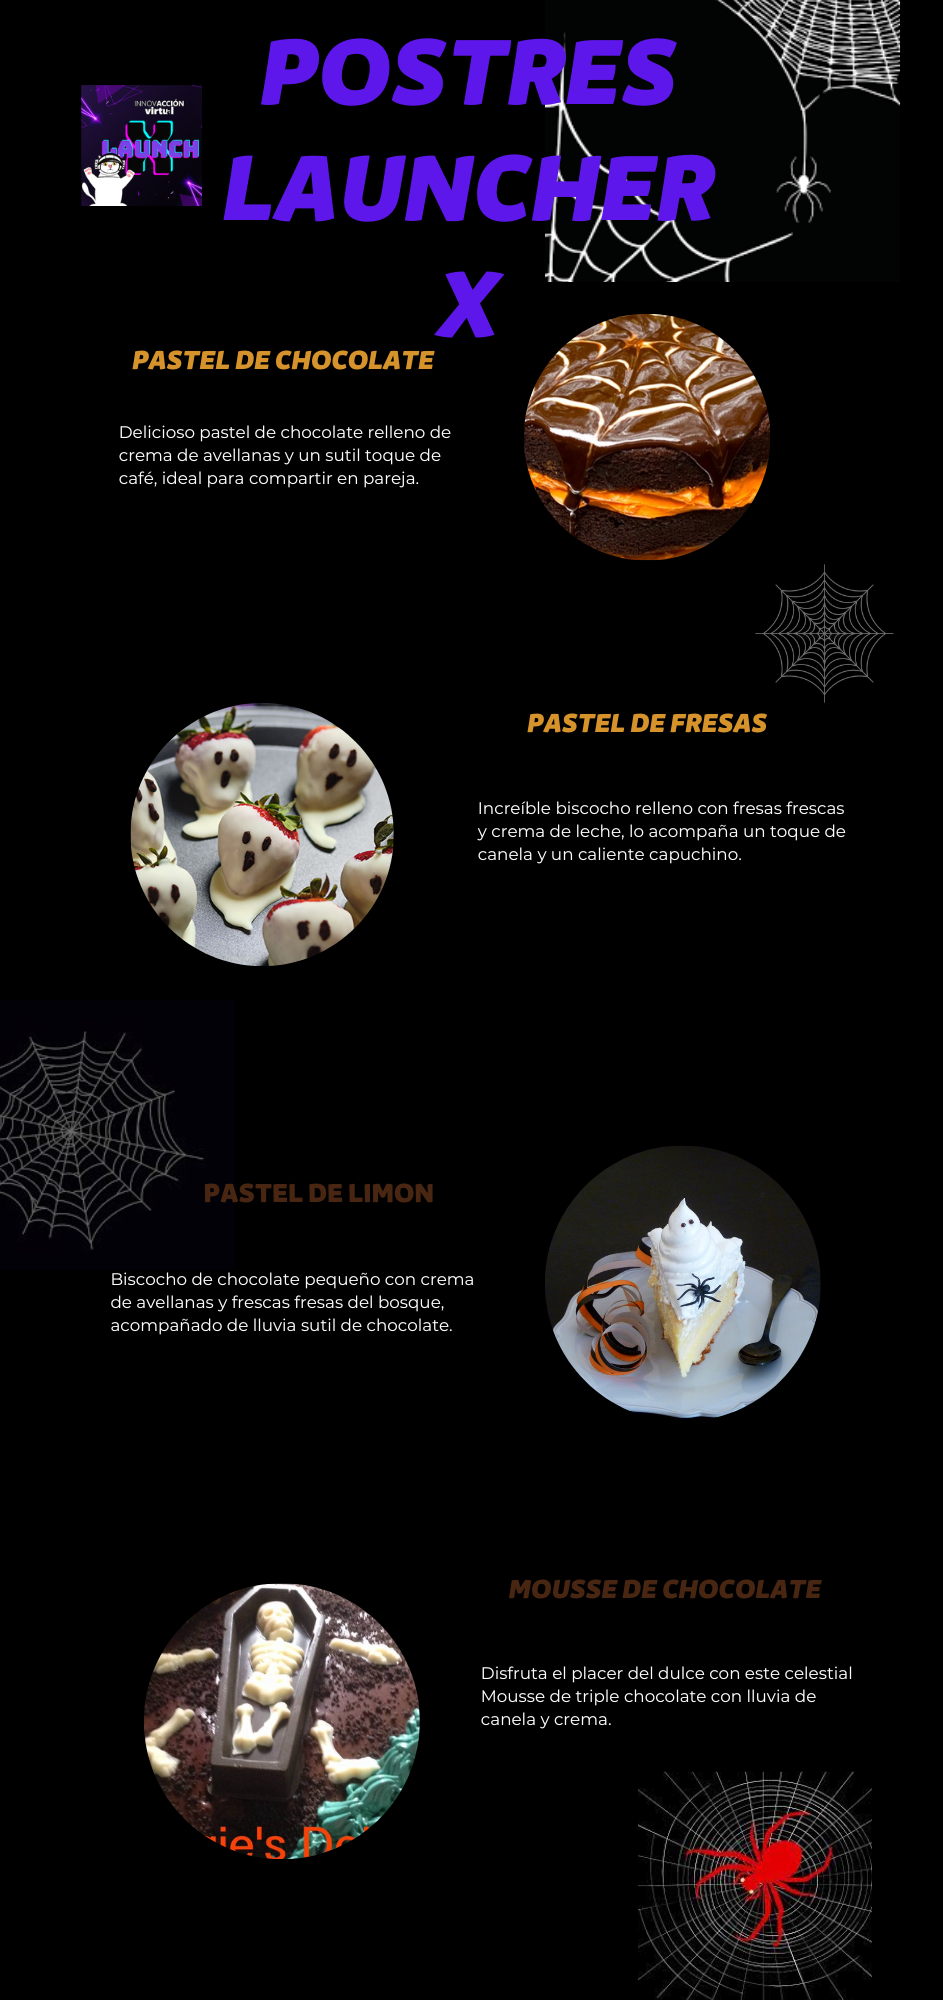 POSTRES
LAUNCHER
X
INNOVACCIÓN
virtual
LAUNCH
X
PASTEL DE CHOCOLATE
Delicioso pastel de chocolate relleno de
crema de avellanas y un sutil toque de
café, ideal para compartir en pareja.
PASTEL DE FRESAS
Increíble biscocho relleno con fresas frescas
y crema de leche, lo acompaña un toque de
canela y un caliente capuchino.
PASTEL DE LIMON
Biscocho de chocolate pequeño con crema
de avellanas y frescas fresas del bosque,
acompañado de lluvia sutil de chocolate.
MOUSSE DE CHOCOLATE
Disfruta el placer del dulce con este celestial
Mousse de triple chocolate con lluvia de
canela y crema.